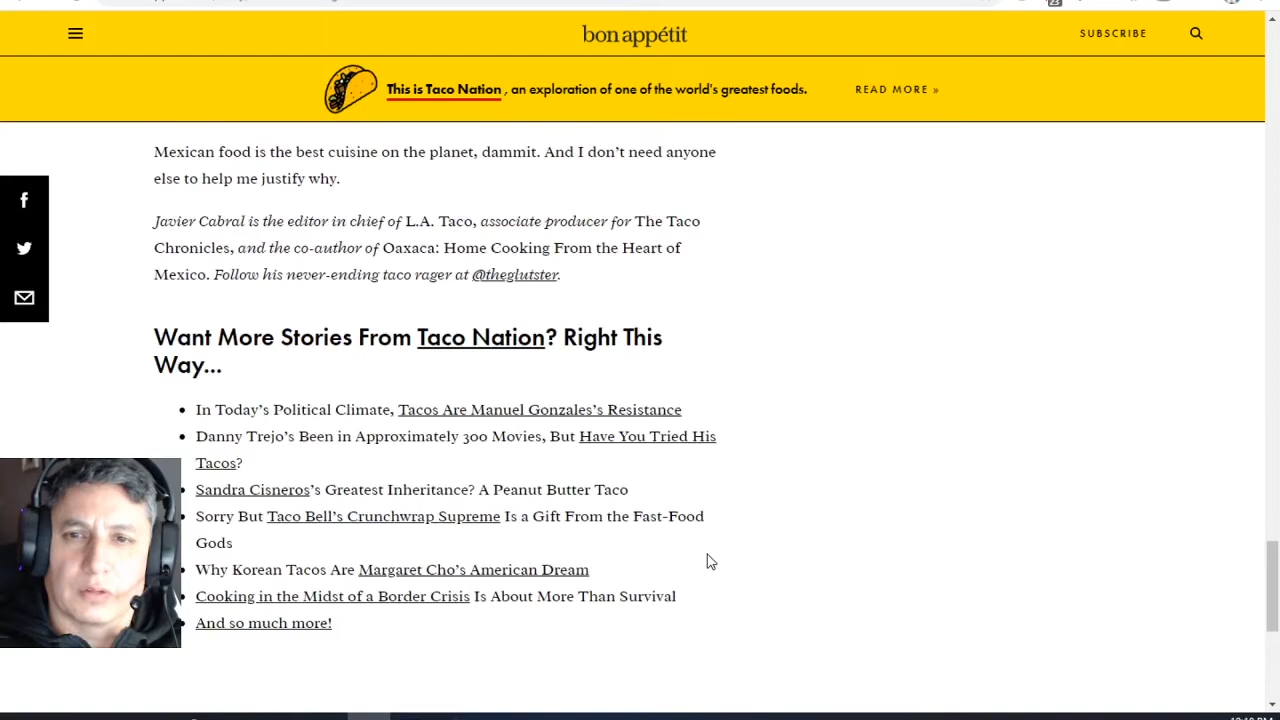 23
bon appétit
SUBSCRIBE
This is Taco Nation , an exploration of one of the world's greatest foods.
READ MORE »
Mexican food is the best cuisine on the planet, dammit. And I don’t need anyone
else to help me justify why.
Javier Cabral is the editor in chief of L.A. Taco, associate producer for The Taco
Chronicles, and the co-author of Oaxaca: Home Cooking From the Heart of
Mexico. Follow his never-ending taco rager at @theglutster.
Want More Stories From Taco Nation? Right This
Way...
• In Today’s Political Climate, Tacos Are Manuel Gonzales’s Resistance
• Danny Trejo’s Been in Approximately 300 Movies, But Have You Tried His
Tacos?
• Sandra Cisneros’s Greatest Inheritance? A Peanut Butter Taco
• Sorry But Taco Bell’s Crunchwrap Supreme Is a Gift From the Fast-Food
Gods
• Why Korean Tacos Are Margaret Cho’s American Dream
• Cooking in the Midst of a Border Crisis Is About More Than Survival
• And so much more!